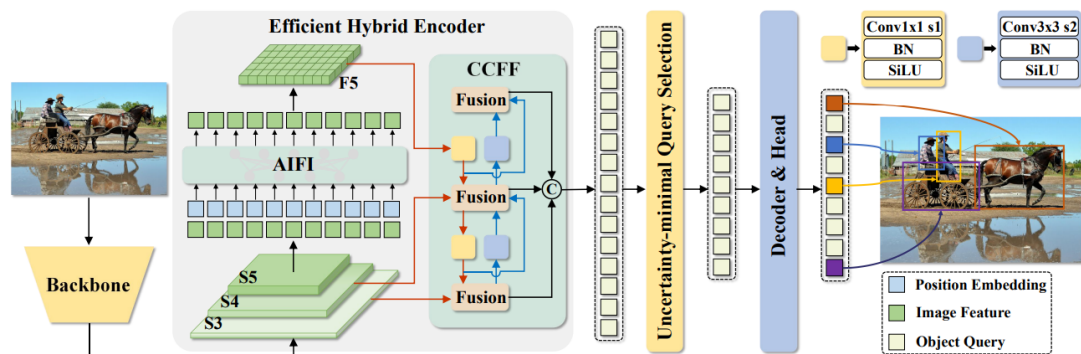 Efficient Hybrid Encoder
F5
CCFF
Fusion
AIFI
Fusion
C
Fusion
S5
S4
S3
Backbone
Uncertainty-minimal Query Selection
Decoder & Head
Conv1x1 s1
BN
SiLU
Conv3x3 s2
BN
SiLU
Position Embedding
Image Feature
Object Query